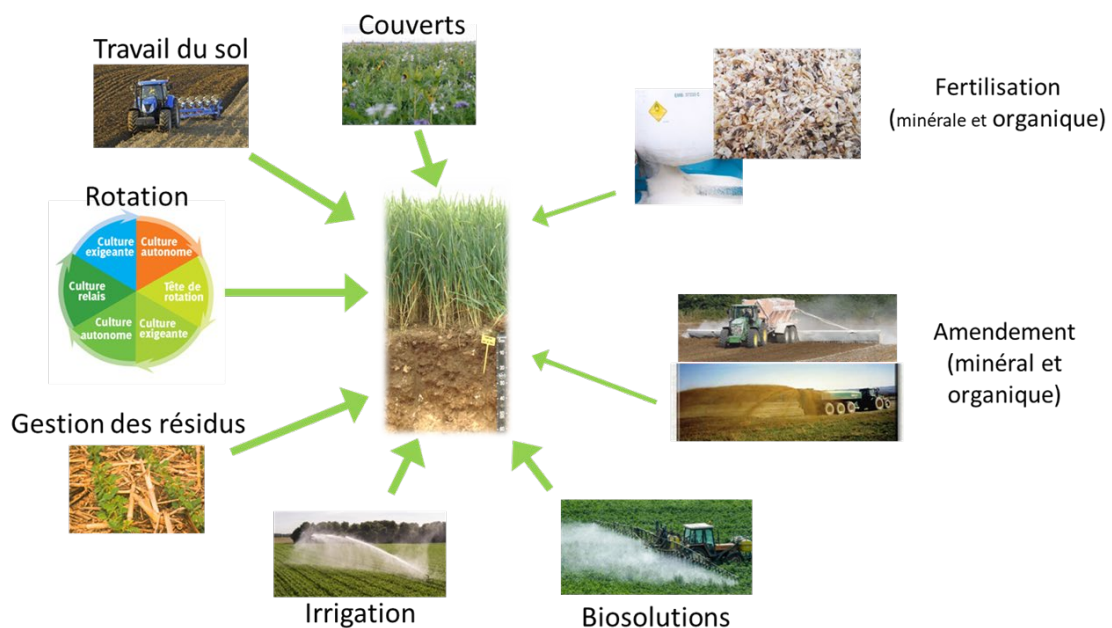 Couverts
Travail du sol
Fertilisation
(minérale et organique)
Rotation
Culture
exigeante
Culture
autonome
Culture
relais
Tête de
rotation
Culture
autonome
Culture
exigeante
Amendement
(minéral et
organique)
Gestion des résidus
Irrigation
Biosolutions